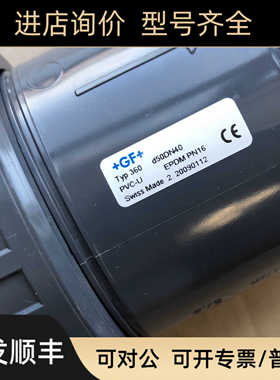 进店询价 型号齐全
+GF+
Typ 360 d50DN40
PVC-U EPDM PN16
Swiss Made 2 20090112
CE
发顺丰
可对公 可开专票/普